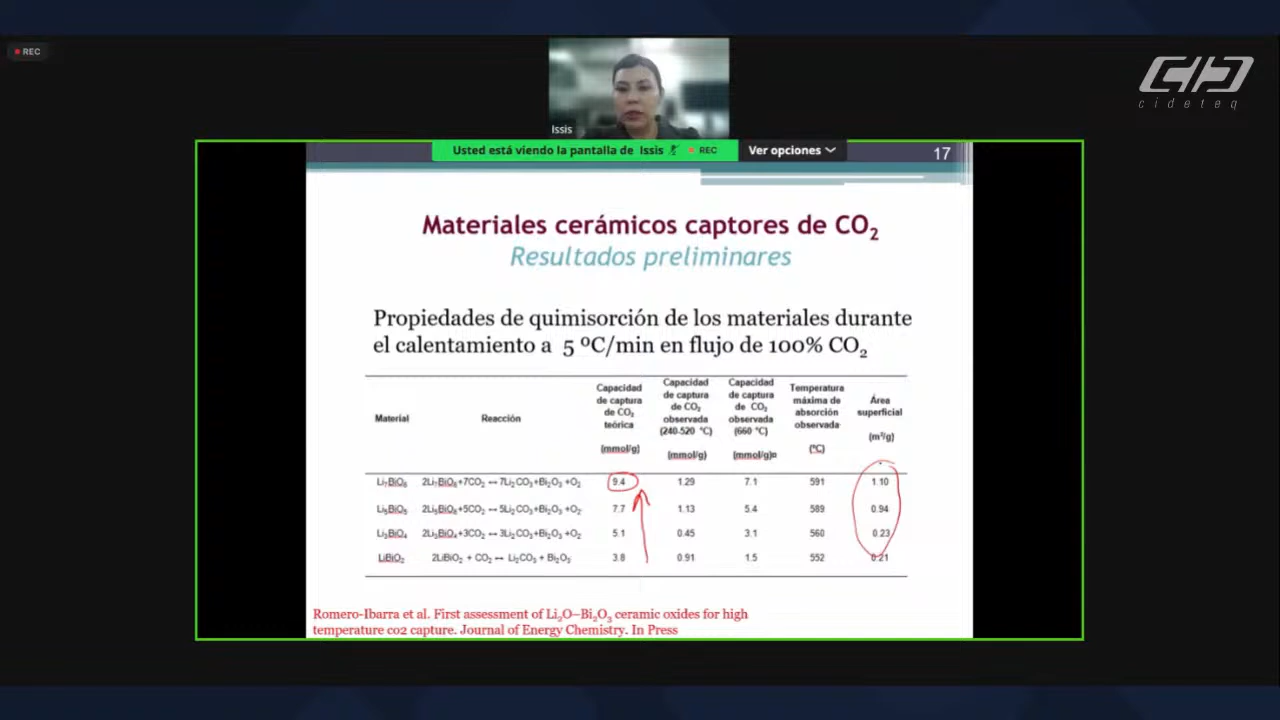 REC
CID
cideteq
Issis
Usted está viendo la pantalla de Issis REC
Ver opciones
17
Materiales cerámicos captores de CO₂
Resultados preliminares
Propiedades de quimisorción de los materiales durante
el calentamiento a 5 ºC/min en flujo de 100% CO₂
Material Reacción Capacidad de captura de CO₂ teórica (mmol/g) Capacidad de captura de CO₂ observada (240-520 °C) (mmol/g) Capacidad de captura de CO₂ observada (660 °C) (mmol/g)¤ Temperatura máxima de absorción observada (°C) Área superficial (m²/g)
Li₇BiO₆ 2Li₇BiO₆+7CO₂ ↔ 7Li₂CO₃+Bi₂O₃ +O₂ 9.4 1.29 7.1 591 1.10
Li₅BiO₅ 2Li₅BiO₅+5CO₂ ↔ 5Li₂CO₃+Bi₂O₃ +O₂ 7.7 1.13 5.4 589 0.94
Li₃BiO₄ 2Li₃BiO₄+3CO₂ ↔ 3Li₂CO₃+Bi₂O₃ +O₂ 5.1 0.45 3.1 560 0.23
LiBiO₂ 2LiBiO₂ + CO₂ ↔ Li₂CO₃ + Bi₂O₃ 3.8 0.91 1.5 552 0.21
Romero-Ibarra et al. First assessment of Li₂O–Bi₂O₃ ceramic oxides for high
temperature co2 capture. Journal of Energy Chemistry. In Press